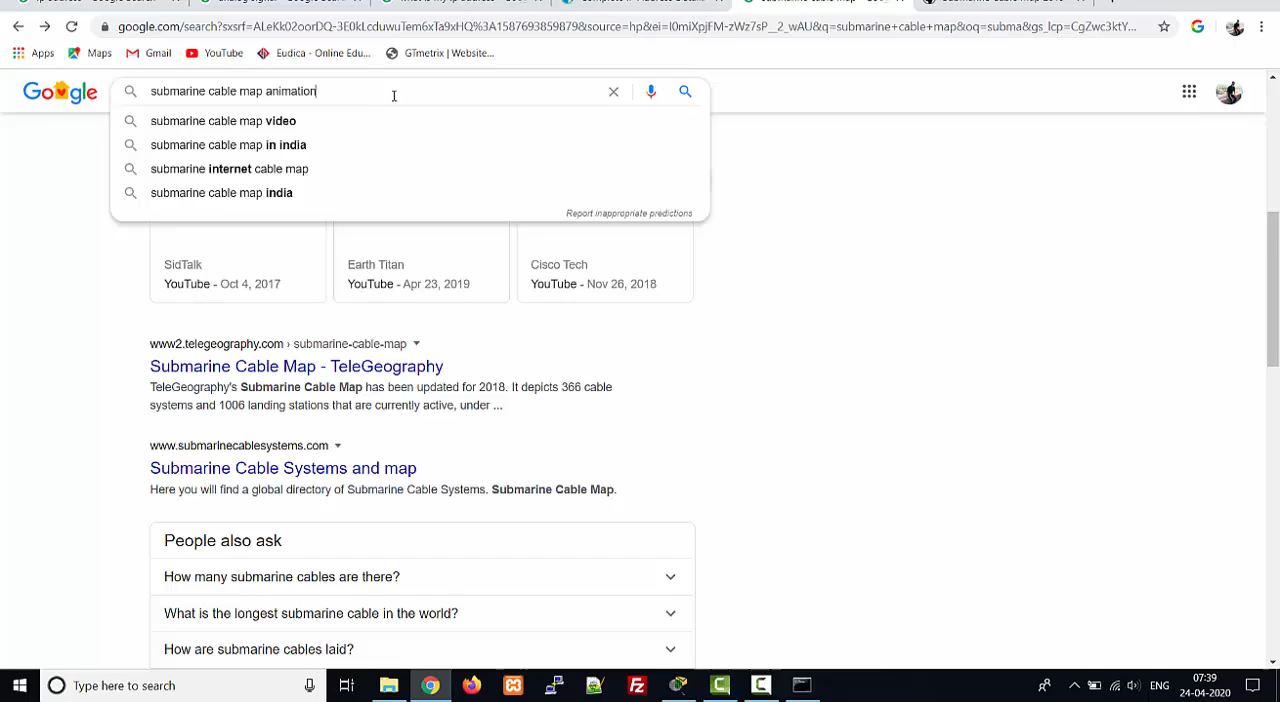 google.com/search?sxsrf=ALeKk02oorDQ-3E0kLcduwuTem6xTa9xHQ%3A1587693859879&source=hp&ei=I0miXpjFM-zWz7sP__2_wAU&q=submarine+cable+map&oq=subma&gs_lcp=CgZwc3ktY...
Apps Maps Gmail YouTube Eudica - Online Edu... GTmetrix | Website...
Google
submarine cable map animation
submarine cable map video
submarine cable map in india
submarine internet cable map
submarine cable map india
Report inappropriate predictions
SidTalk
YouTube - Oct 4, 2017
Earth Titan
YouTube - Apr 23, 2019
Cisco Tech
YouTube - Nov 26, 2018
www2.telegeography.com › submarine-cable-map
Submarine Cable Map - TeleGeography
TeleGeography's Submarine Cable Map has been updated for 2018. It depicts 366 cable
systems and 1006 landing stations that are currently active, under ...
www.submarinecablesystems.com
Submarine Cable Systems and map
Here you will find a global directory of Submarine Cable Systems. Submarine Cable Map.
People also ask
How many submarine cables are there?
What is the longest submarine cable in the world?
How are submarine cables laid?
Type here to search
ENG
07:39
24-04-2020